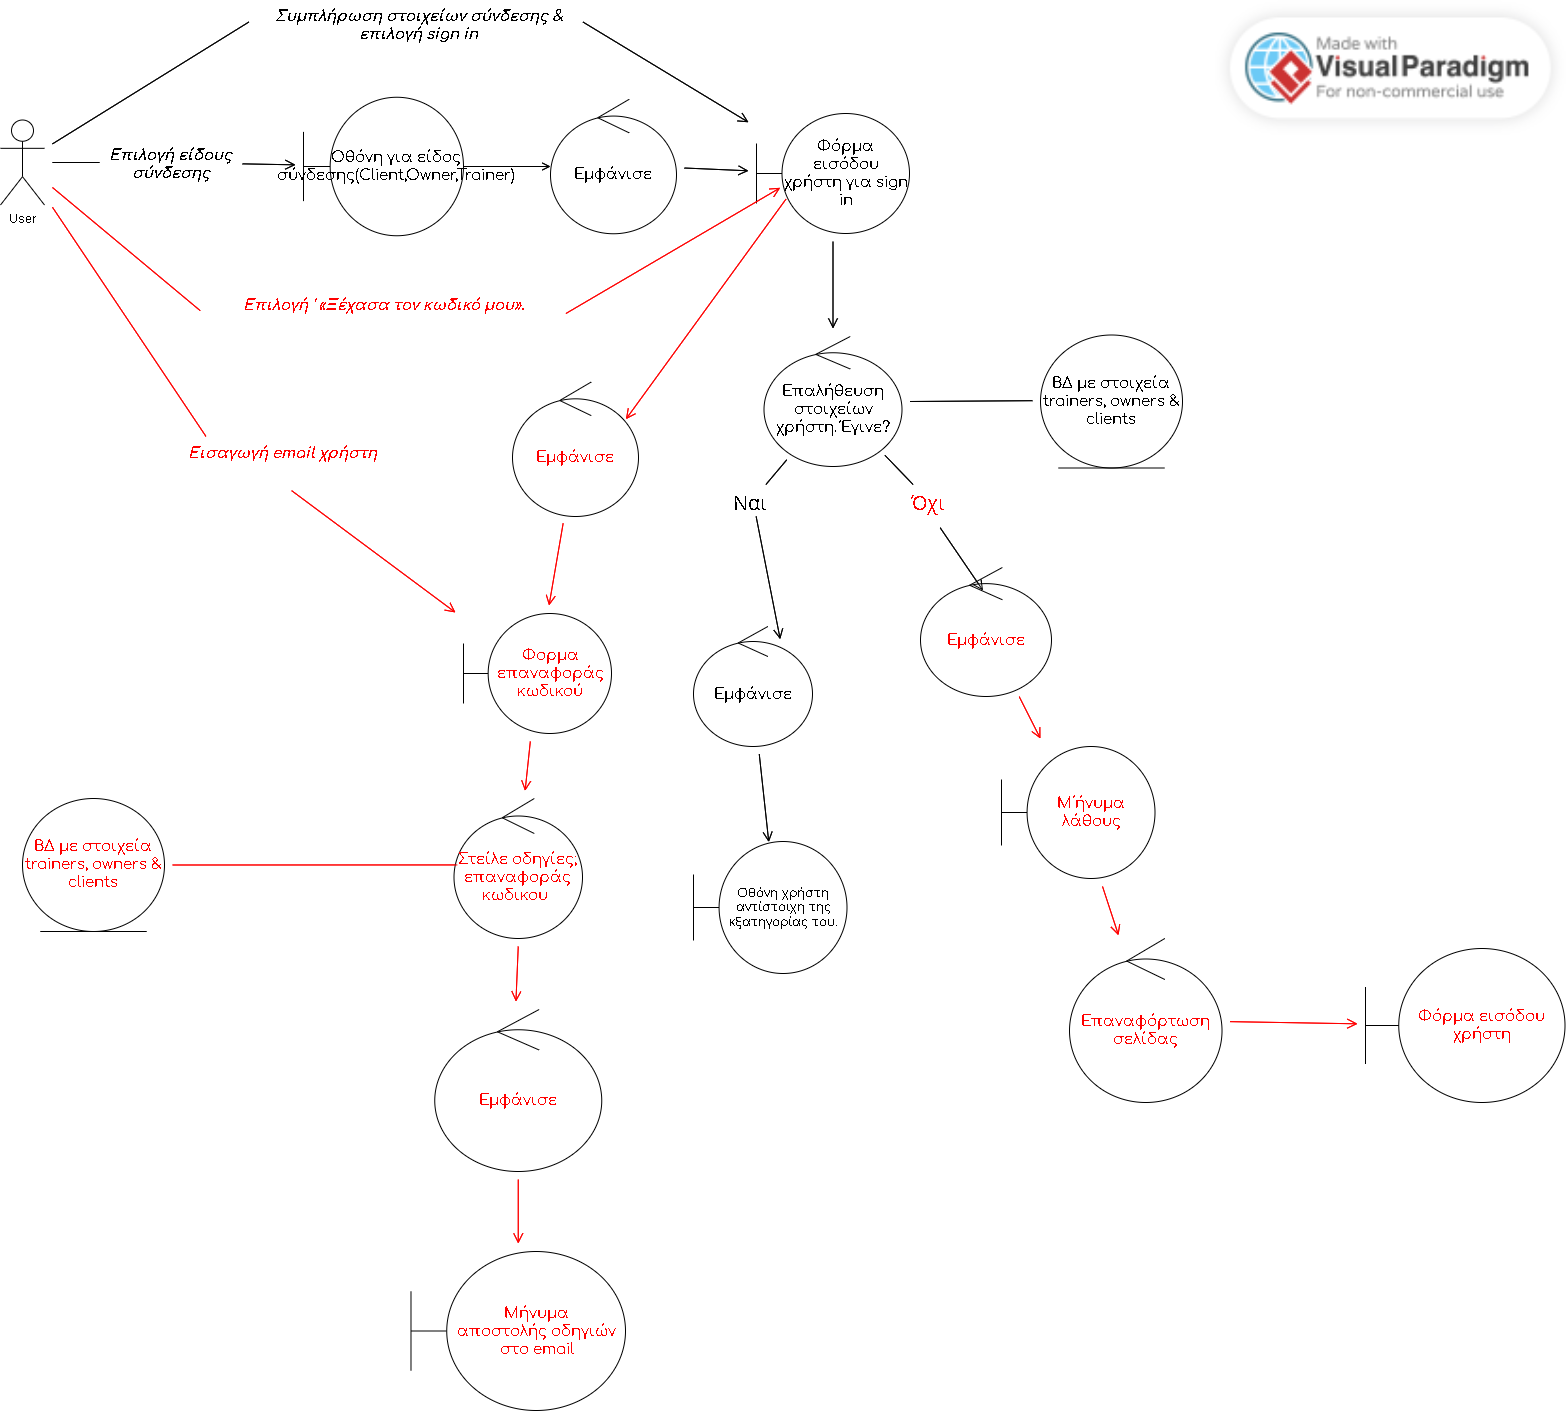 Συμπλήρωση στοιχείων σύνδεσης &
επιλογή sign in
Made with
Visual Paradigm
For non-commercial use
User
Επιλογή είδους
σύνδεσης
Οθόνη για είδος
σύνδεσης(Client,Owner,Trainer)
Εμφάνισε
Φόρμα
εισόδου
χρήστη για sign
in
Επιλογή ΄«Ξέχασα τον κωδικό μου».
Επαλήθευση
στοιχείων
χρήστη.Έγινε?
ΒΔ με στοιχεία
trainers, owners &
clients
Εισαγωγή email χρήστη
Εμφάνισε
Ναι
Όχι
Εμφάνισε
Φορμα
επαναφοράς
κωδικού
Εμφάνισε
Μ΄ήνυμα
λάθους
ΒΔ με στοιχεία
trainers, owners &
clients
Στείλε οδηγίες;
επαναφοράς
κωδικου
Οθόνη χρήστη
αντίστοιχη της
κξατηγορίας του.
Επαναφόρτωση
σελίδας
Φόρμα εισόδου
χρήστη
Εμφάνισε
Μήνυμα
αποστολής οδηγιών
στο email